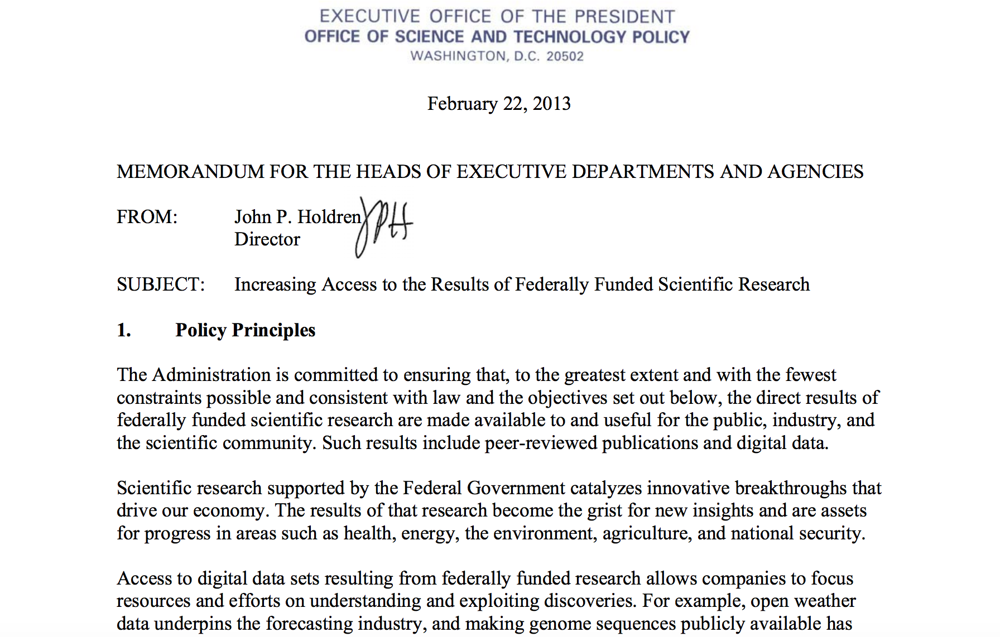 EXECUTIVE OFFICE OF THE PRESIDENT
OFFICE OF SCIENCE AND TECHNOLOGY POLICY
WASHINGTON, D.C. 20502
February 22, 2013
MEMORANDUM FOR THE HEADS OF EXECUTIVE DEPARTMENTS AND AGENCIES
FROM: John P. Holdren JPH
Director
SUBJECT: Increasing Access to the Results of Federally Funded Scientific Research
1. Policy Principles
The Administration is committed to ensuring that, to the greatest extent and with the fewest
constraints possible and consistent with law and the objectives set out below, the direct results of
federally funded scientific research are made available to and useful for the public, industry, and
the scientific community. Such results include peer-reviewed publications and digital data.
Scientific research supported by the Federal Government catalyzes innovative breakthroughs that
drive our economy. The results of that research become the grist for new insights and are assets
for progress in areas such as health, energy, the environment, agriculture, and national security.
Access to digital data sets resulting from federally funded research allows companies to focus
resources and efforts on understanding and exploiting discoveries. For example, open weather
data underpins the forecasting industry, and making genome sequences publicly available has